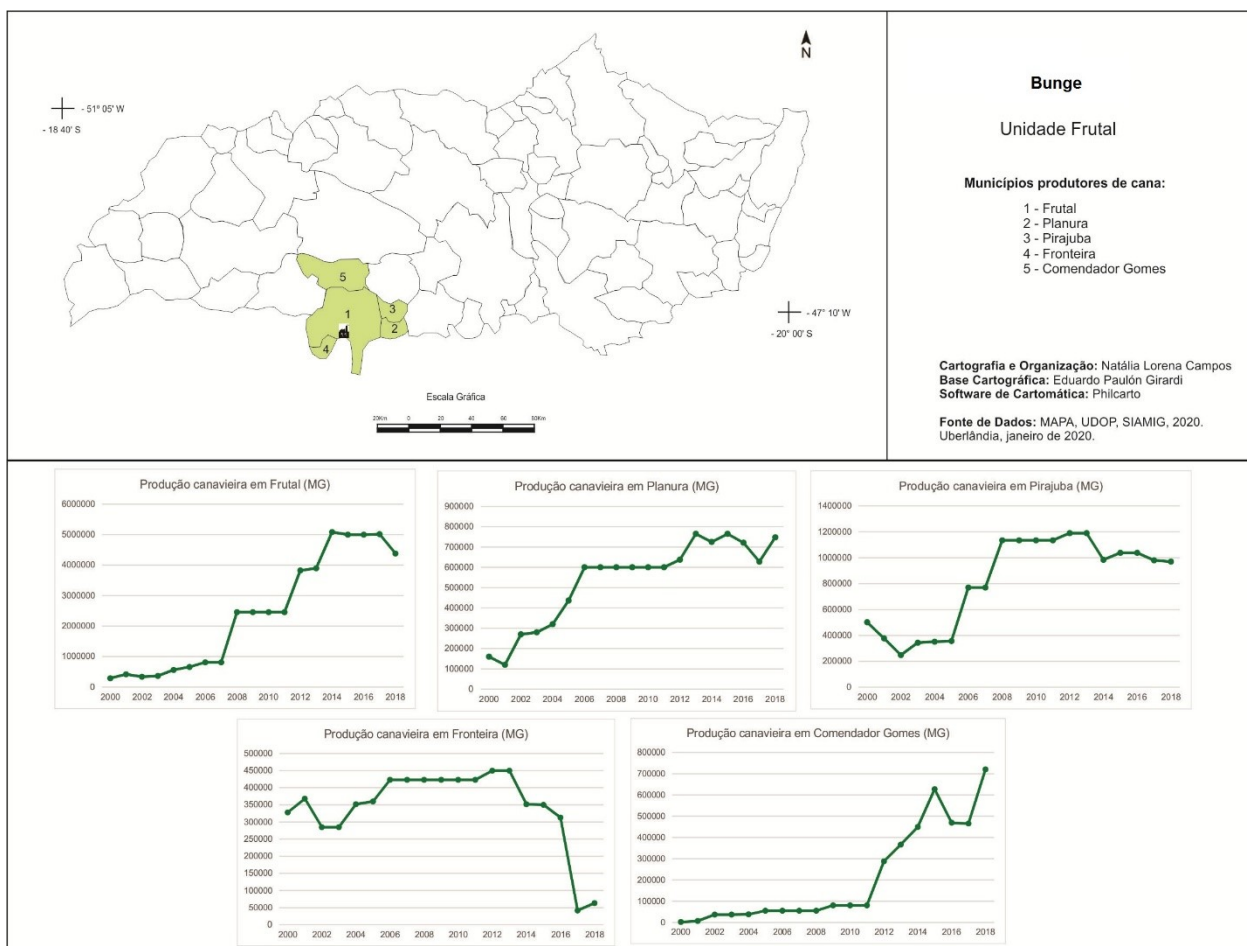 N
- 51° 05' W
- 18 40' S
- 47° 10' W
- 20° 00' S
5
1
3
2
4
Escala Gráfica
20Km 0 20 40 60 80Km
Bunge
Unidade Frutal
Municípios produtores de cana:
1 - Frutal
2 - Planura
3 - Pirajuba
4 - Fronteira
5 - Comendador Gomes
Cartografia e Organização: Natália Lorena Campos
Base Cartográfica: Eduardo Paulón Girardi
Software de Cartomática: Philcarto
Fonte de Dados: MAPA, UDOP, SIAMIG, 2020.
Uberlândia, janeiro de 2020.
Produção canavieira em Frutal (MG)
6000000
5000000
4000000
3000000
2000000
1000000
0
2000 2002 2004 2006 2008 2010 2012 2014 2016 2018
Produção canavieira em Planura (MG)
900000
800000
700000
600000
500000
400000
300000
200000
100000
0
2000 2002 2004 2006 2008 2010 2012 2014 2016 2018
Produção canavieira em Pirajuba (MG)
1400000
1200000
1000000
800000
600000
400000
200000
0
2000 2002 2004 2006 2008 2010 2012 2014 2016 2018
Produção canavieira em Fronteira (MG)
500000
450000
400000
350000
300000
250000
200000
150000
100000
50000
0
2000 2002 2004 2006 2008 2010 2012 2014 2016 2018
Produção canavieira em Comendador Gomes (MG)
800000
700000
600000
500000
400000
300000
200000
100000
0
2000 2002 2004 2006 2008 2010 2012 2014 2016 2018